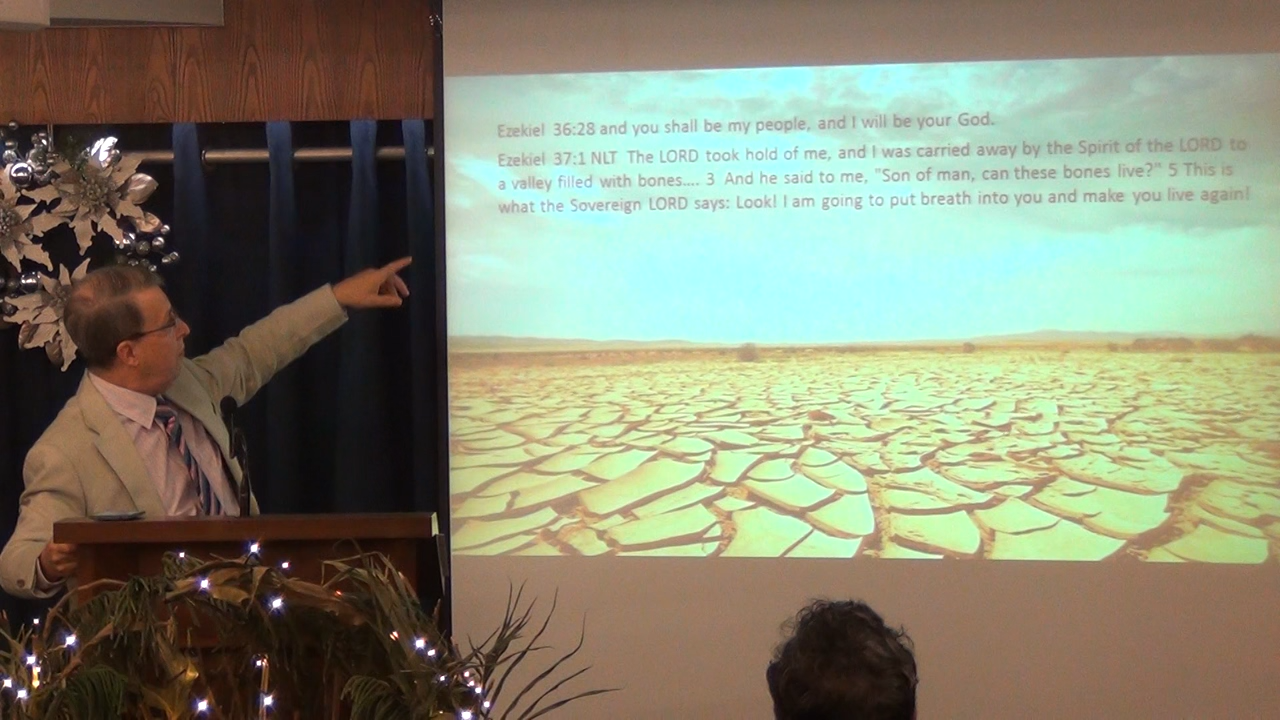 Ezekiel 36:28 and you shall be my people, and I will be your God.
Ezekiel 37:1 NLT The LORD took hold of me, and I was carried away by the Spirit of the LORD to
a valley filled with bones.... 3 And he said to me, "Son of man, can these bones live?" 5 This is
what the Sovereign LORD says: Look! I am going to put breath into you and make you live again!